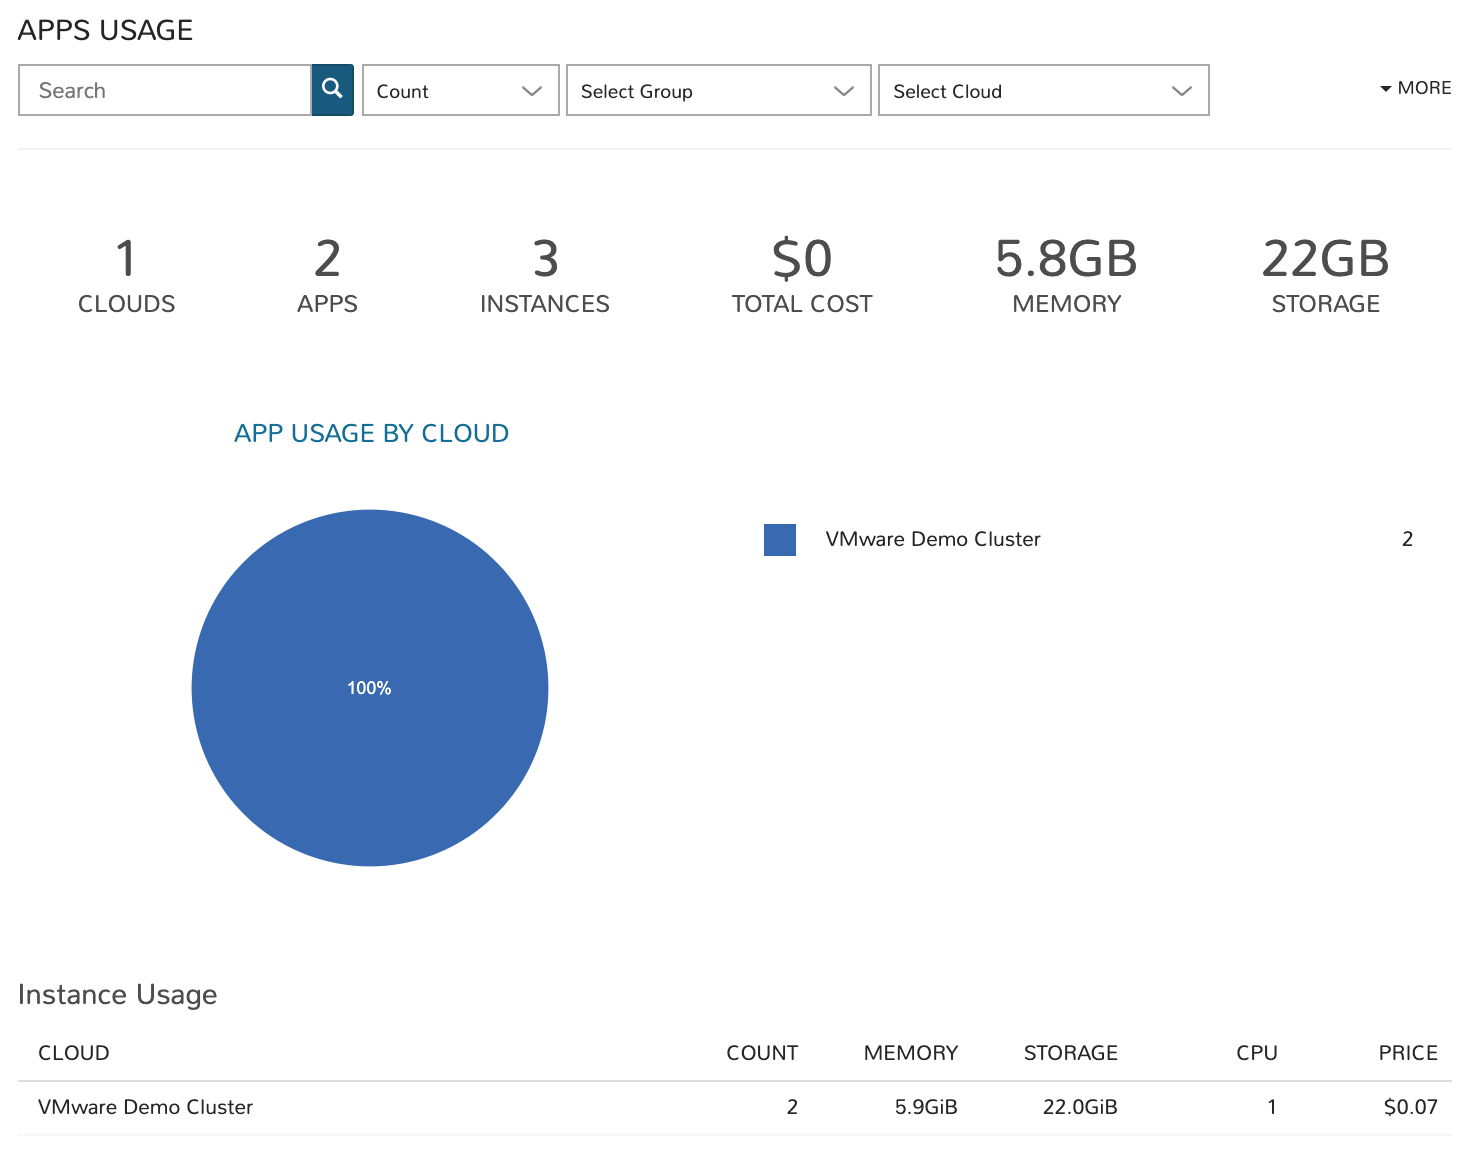 APPS USAGE
Search Count Select Group Select Cloud MORE
1 2 3 $0 5.8GB 22GB
CLOUDS APPS INSTANCES TOTAL COST MEMORY STORAGE
APP USAGE BY CLOUD
VMware Demo Cluster 2
100%
Instance Usage
CLOUD COUNT MEMORY STORAGE CPU PRICE
VMware Demo Cluster 2 5.9GiB 22.0GiB 1 $0.07